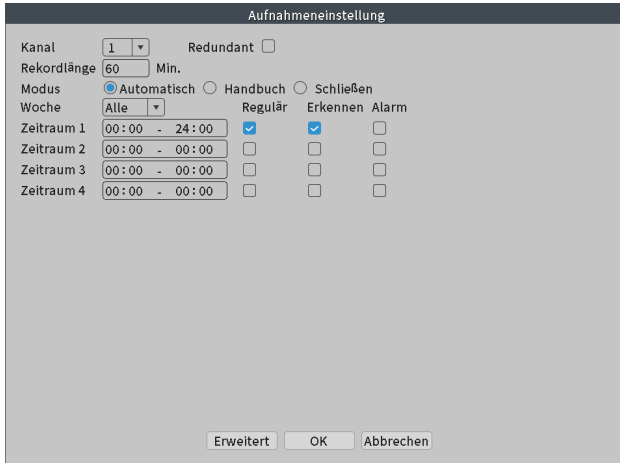 Aufnahmeneinstellung
Kanal 1 Redundant
Rekordlänge 60 Min.
Modus Automatisch Handbuch Schließen
Woche Alle Regulär Erkennen Alarm
Zeitraum 1 00:00 - 24:00
Zeitraum 2 00:00 - 00:00
Zeitraum 3 00:00 - 00:00
Zeitraum 4 00:00 - 00:00
Erweitert OK Abbrechen